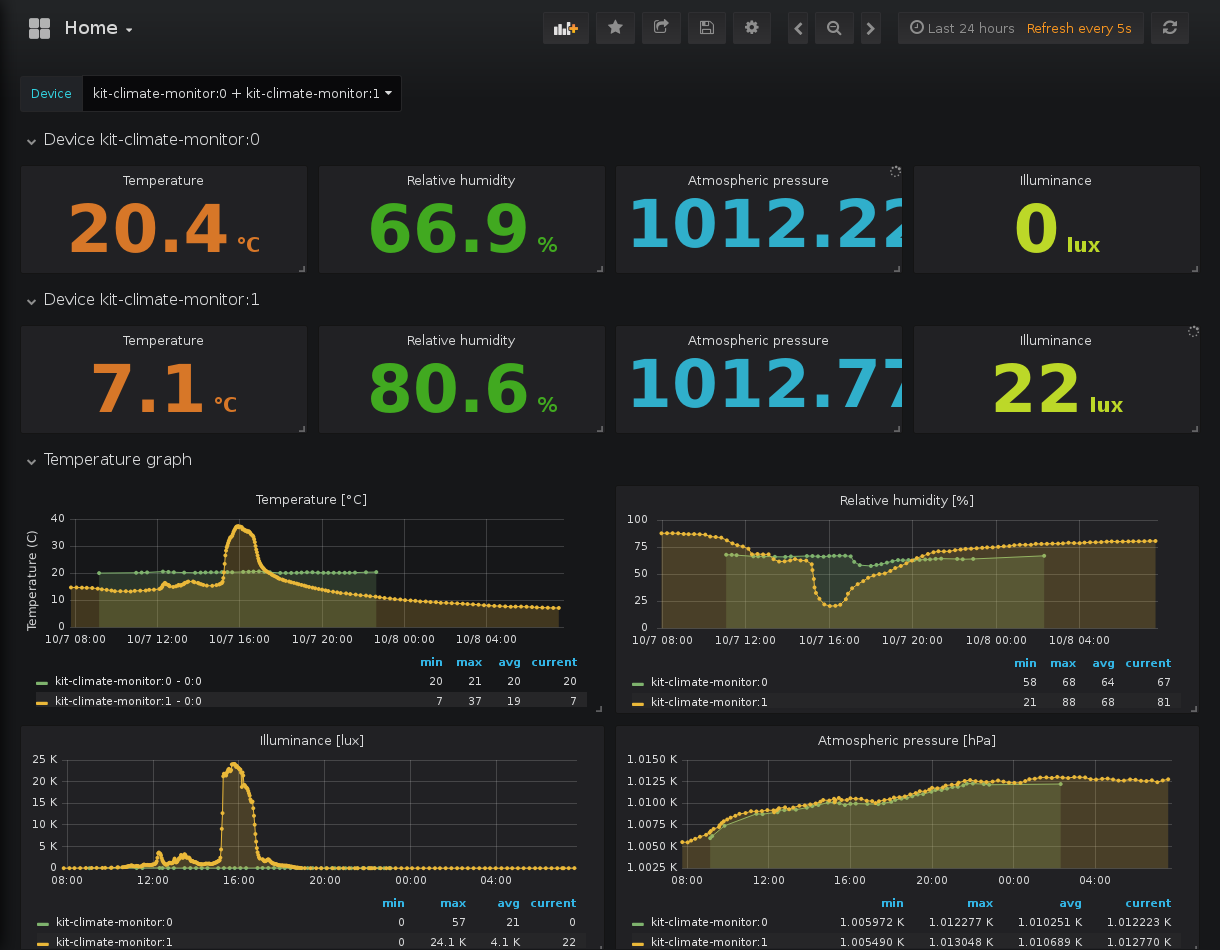 Home
Last 24 hours Refresh every 5s
Device kit-climate-monitor:0 + kit-climate-monitor:1
Device kit-climate-monitor:0
Temperature Relative humidity Atmospheric pressure Illuminance
20.4 °C 66.9 % 1012.22 0 lux
Device kit-climate-monitor:1
Temperature Relative humidity Atmospheric pressure Illuminance
7.1 °C 80.6 % 1012.77 22 lux
Temperature graph
Temperature [°C]
Temperature (C)
40
30
20
10
0
10/7 08:00 10/7 12:00 10/7 16:00 10/7 20:00 10/8 00:00 10/8 04:00
min max avg current
kit-climate-monitor:0 - 0:0 20 21 20 20
kit-climate-monitor:1 - 0:0 7 37 19 7
Relative humidity [%]
100
75
50
25
0
10/7 08:00 10/7 12:00 10/7 16:00 10/7 20:00 10/8 00:00 10/8 04:00
min max avg current
kit-climate-monitor:0 58 68 64 67
kit-climate-monitor:1 21 88 68 81
Illuminance [lux]
25 K
20 K
15 K
10 K
5 K
0
08:00 12:00 16:00 20:00 00:00 04:00
min max avg current
kit-climate-monitor:0 0 57 21 0
kit-climate-monitor:1 0 24.1 K 4.1 K 22
Atmospheric pressure [hPa]
1.0150 K
1.0125 K
1.0100 K
1.0075 K
1.0050 K
1.0025 K
08:00 12:00 16:00 20:00 00:00 04:00
min max avg current
kit-climate-monitor:0 1.005972 K 1.012277 K 1.010251 K 1.012223 K
kit-climate-monitor:1 1.005490 K 1.013048 K 1.010689 K 1.012770 K